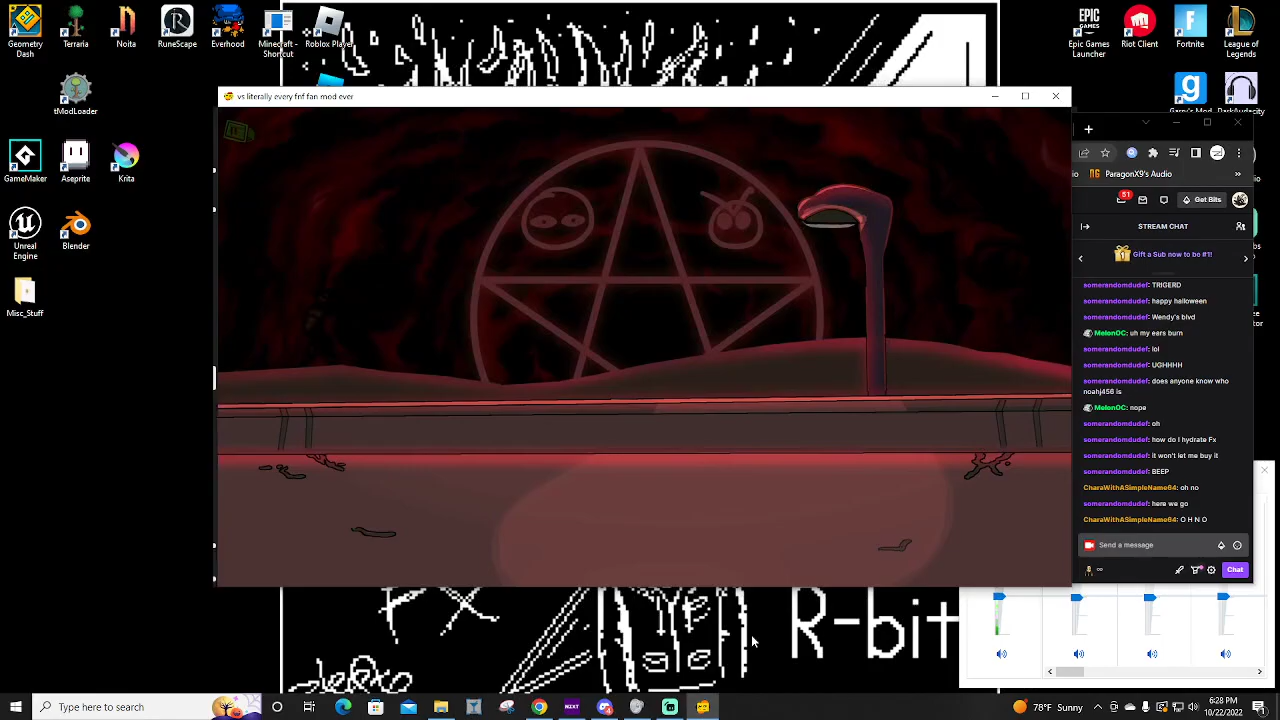 Geometry Dash
Terraria
Noita
RuneScape
Everhood
Minecraft - Shortcut
Roblox Player
Epic Games Launcher
Riot Client
Fortnite
League of Legends
tModLoader
GameMaker
Aseprite
Krita
Unreal Engine
Blender
Misc_Stuff
vs literally every fnf fan mod ever
ParagonX9's Audio
51
Get Bits
STREAM CHAT
Gift a Sub now to be #1!
somerandomdudef: TRIGERD
somerandomdudef: happy halloween
somerandomdudef: Wendy's blvd
MelonOC: uh my ears burn
somerandomdudef: lol
somerandomdudef: UGHHHH
somerandomdudef: does anyone know who
noahj456 is
MelonOC: nope
somerandomdudef: oh
somerandomdudef: how do I hydrate Fx
somerandomdudef: it won't let me buy it
somerandomdudef: BEEP
CharaWithASimpleName64: oh no
somerandomdudef: here we go
CharaWithASimpleName64: O H N O
Send a message
Chat
Fx
R-bit
Type here to search
79°F Sunny
6:28 PM
10/22/2022